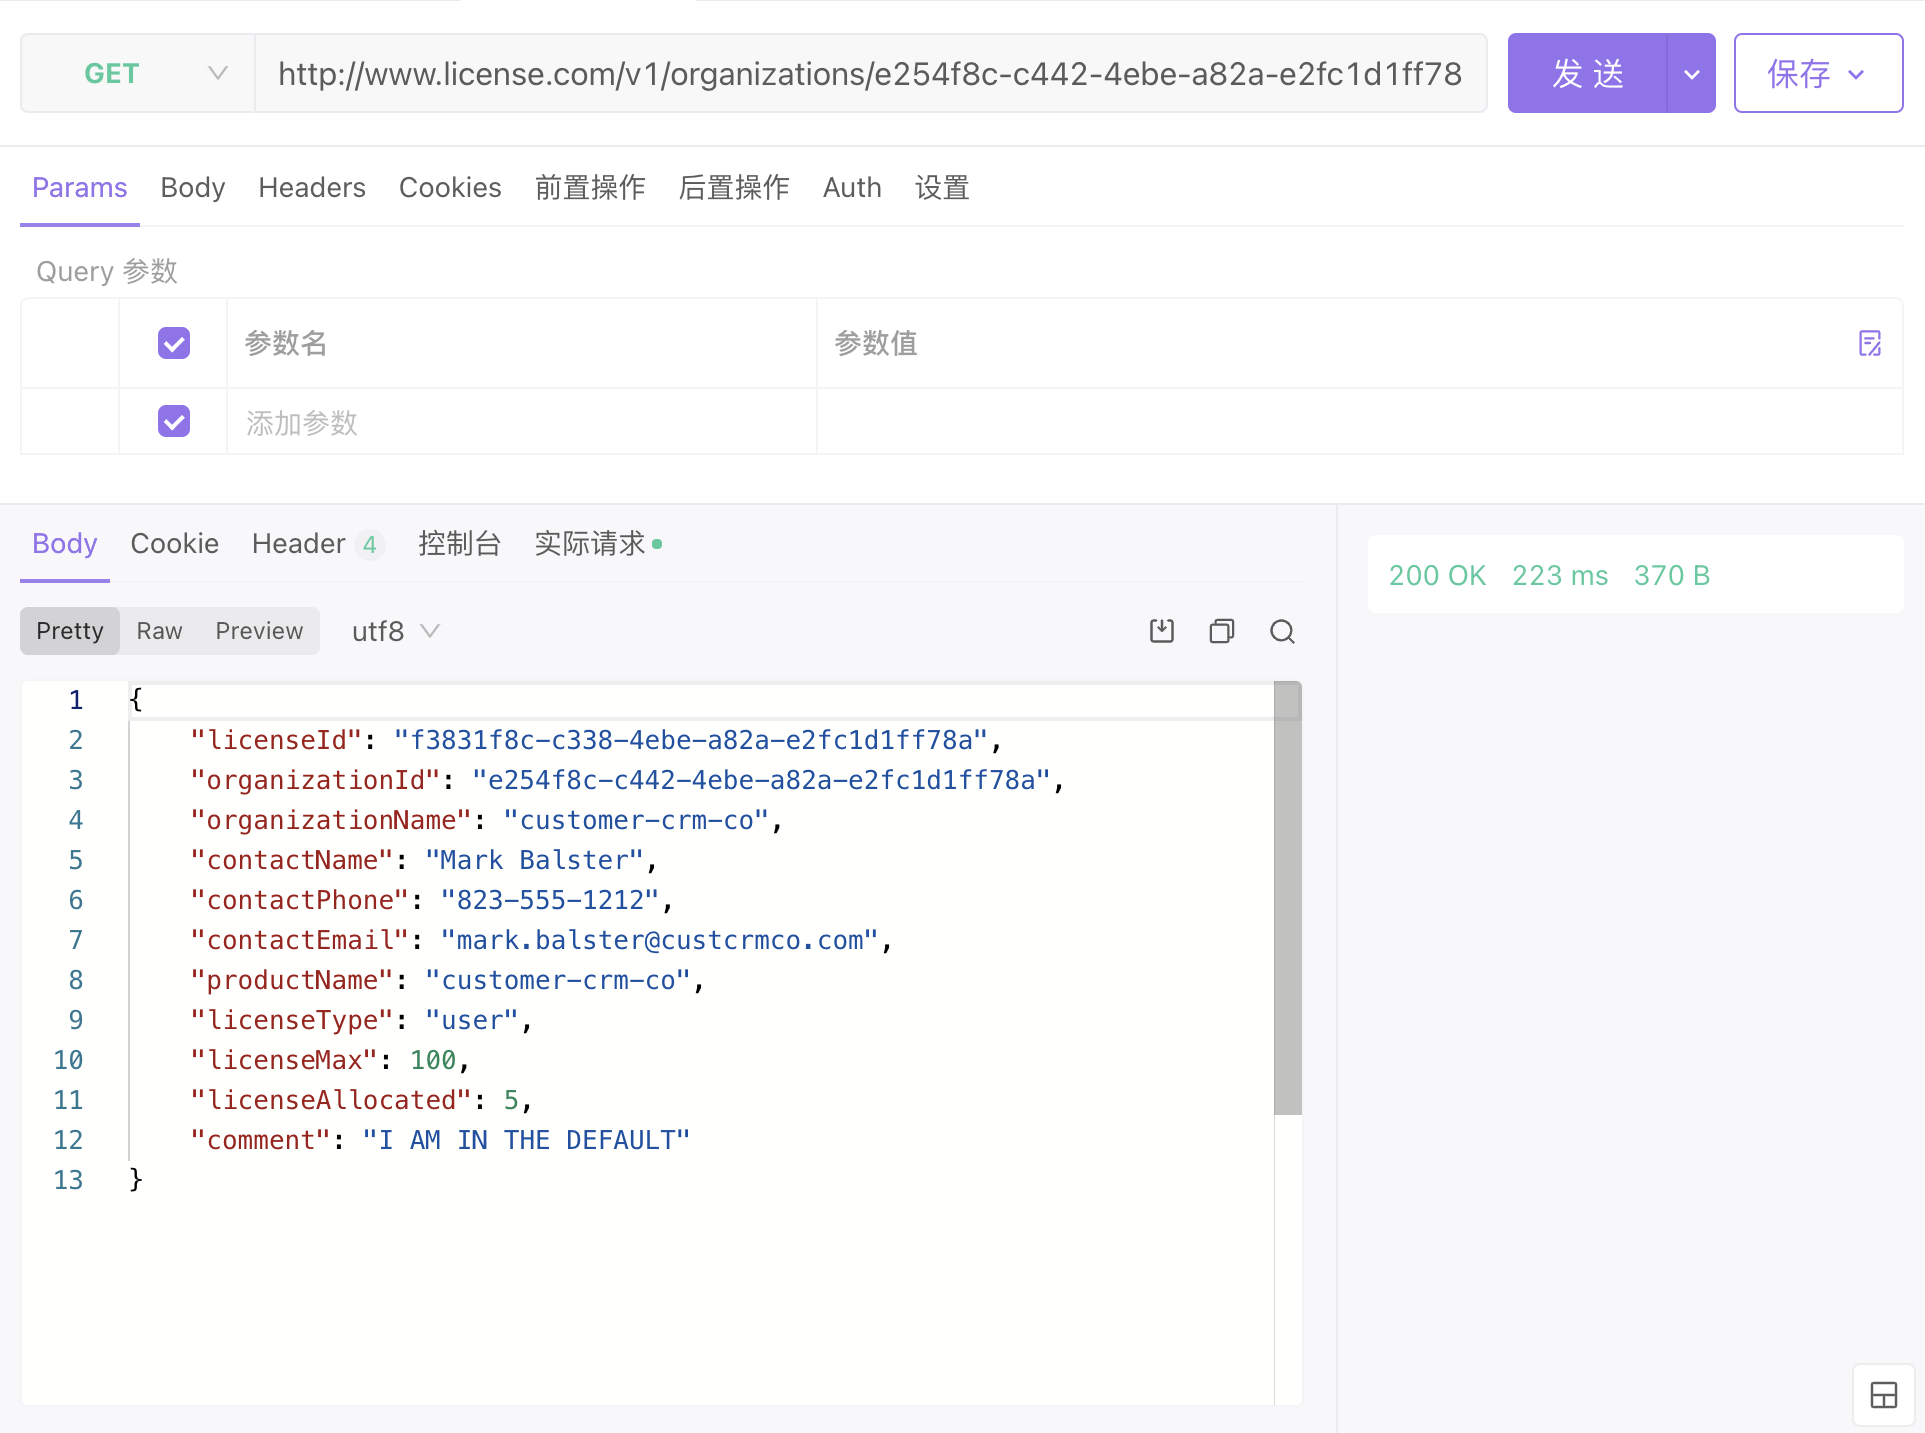 GET
http://www.license.com/v1/organizations/e254f8c-c442-4ebe-a82a-e2fc1d1ff78
发 送
保存
Params Body Headers Cookies 前置操作 后置操作 Auth 设置
Query 参数
参数名 参数值
添加参数
Body Cookie Header 4 控制台 实际请求
200 OK 223 ms 370 B
Pretty Raw Preview utf8
1 {
2 "licenseId": "f3831f8c-c338-4ebe-a82a-e2fc1d1ff78a",
3 "organizationId": "e254f8c-c442-4ebe-a82a-e2fc1d1ff78a",
4 "organizationName": "customer-crm-co",
5 "contactName": "Mark Balster",
6 "contactPhone": "823-555-1212",
7 "contactEmail": "mark.balster@custcrmco.com",
8 "productName": "customer-crm-co",
9 "licenseType": "user",
10 "licenseMax": 100,
11 "licenseAllocated": 5,
12 "comment": "I AM IN THE DEFAULT"
13 }